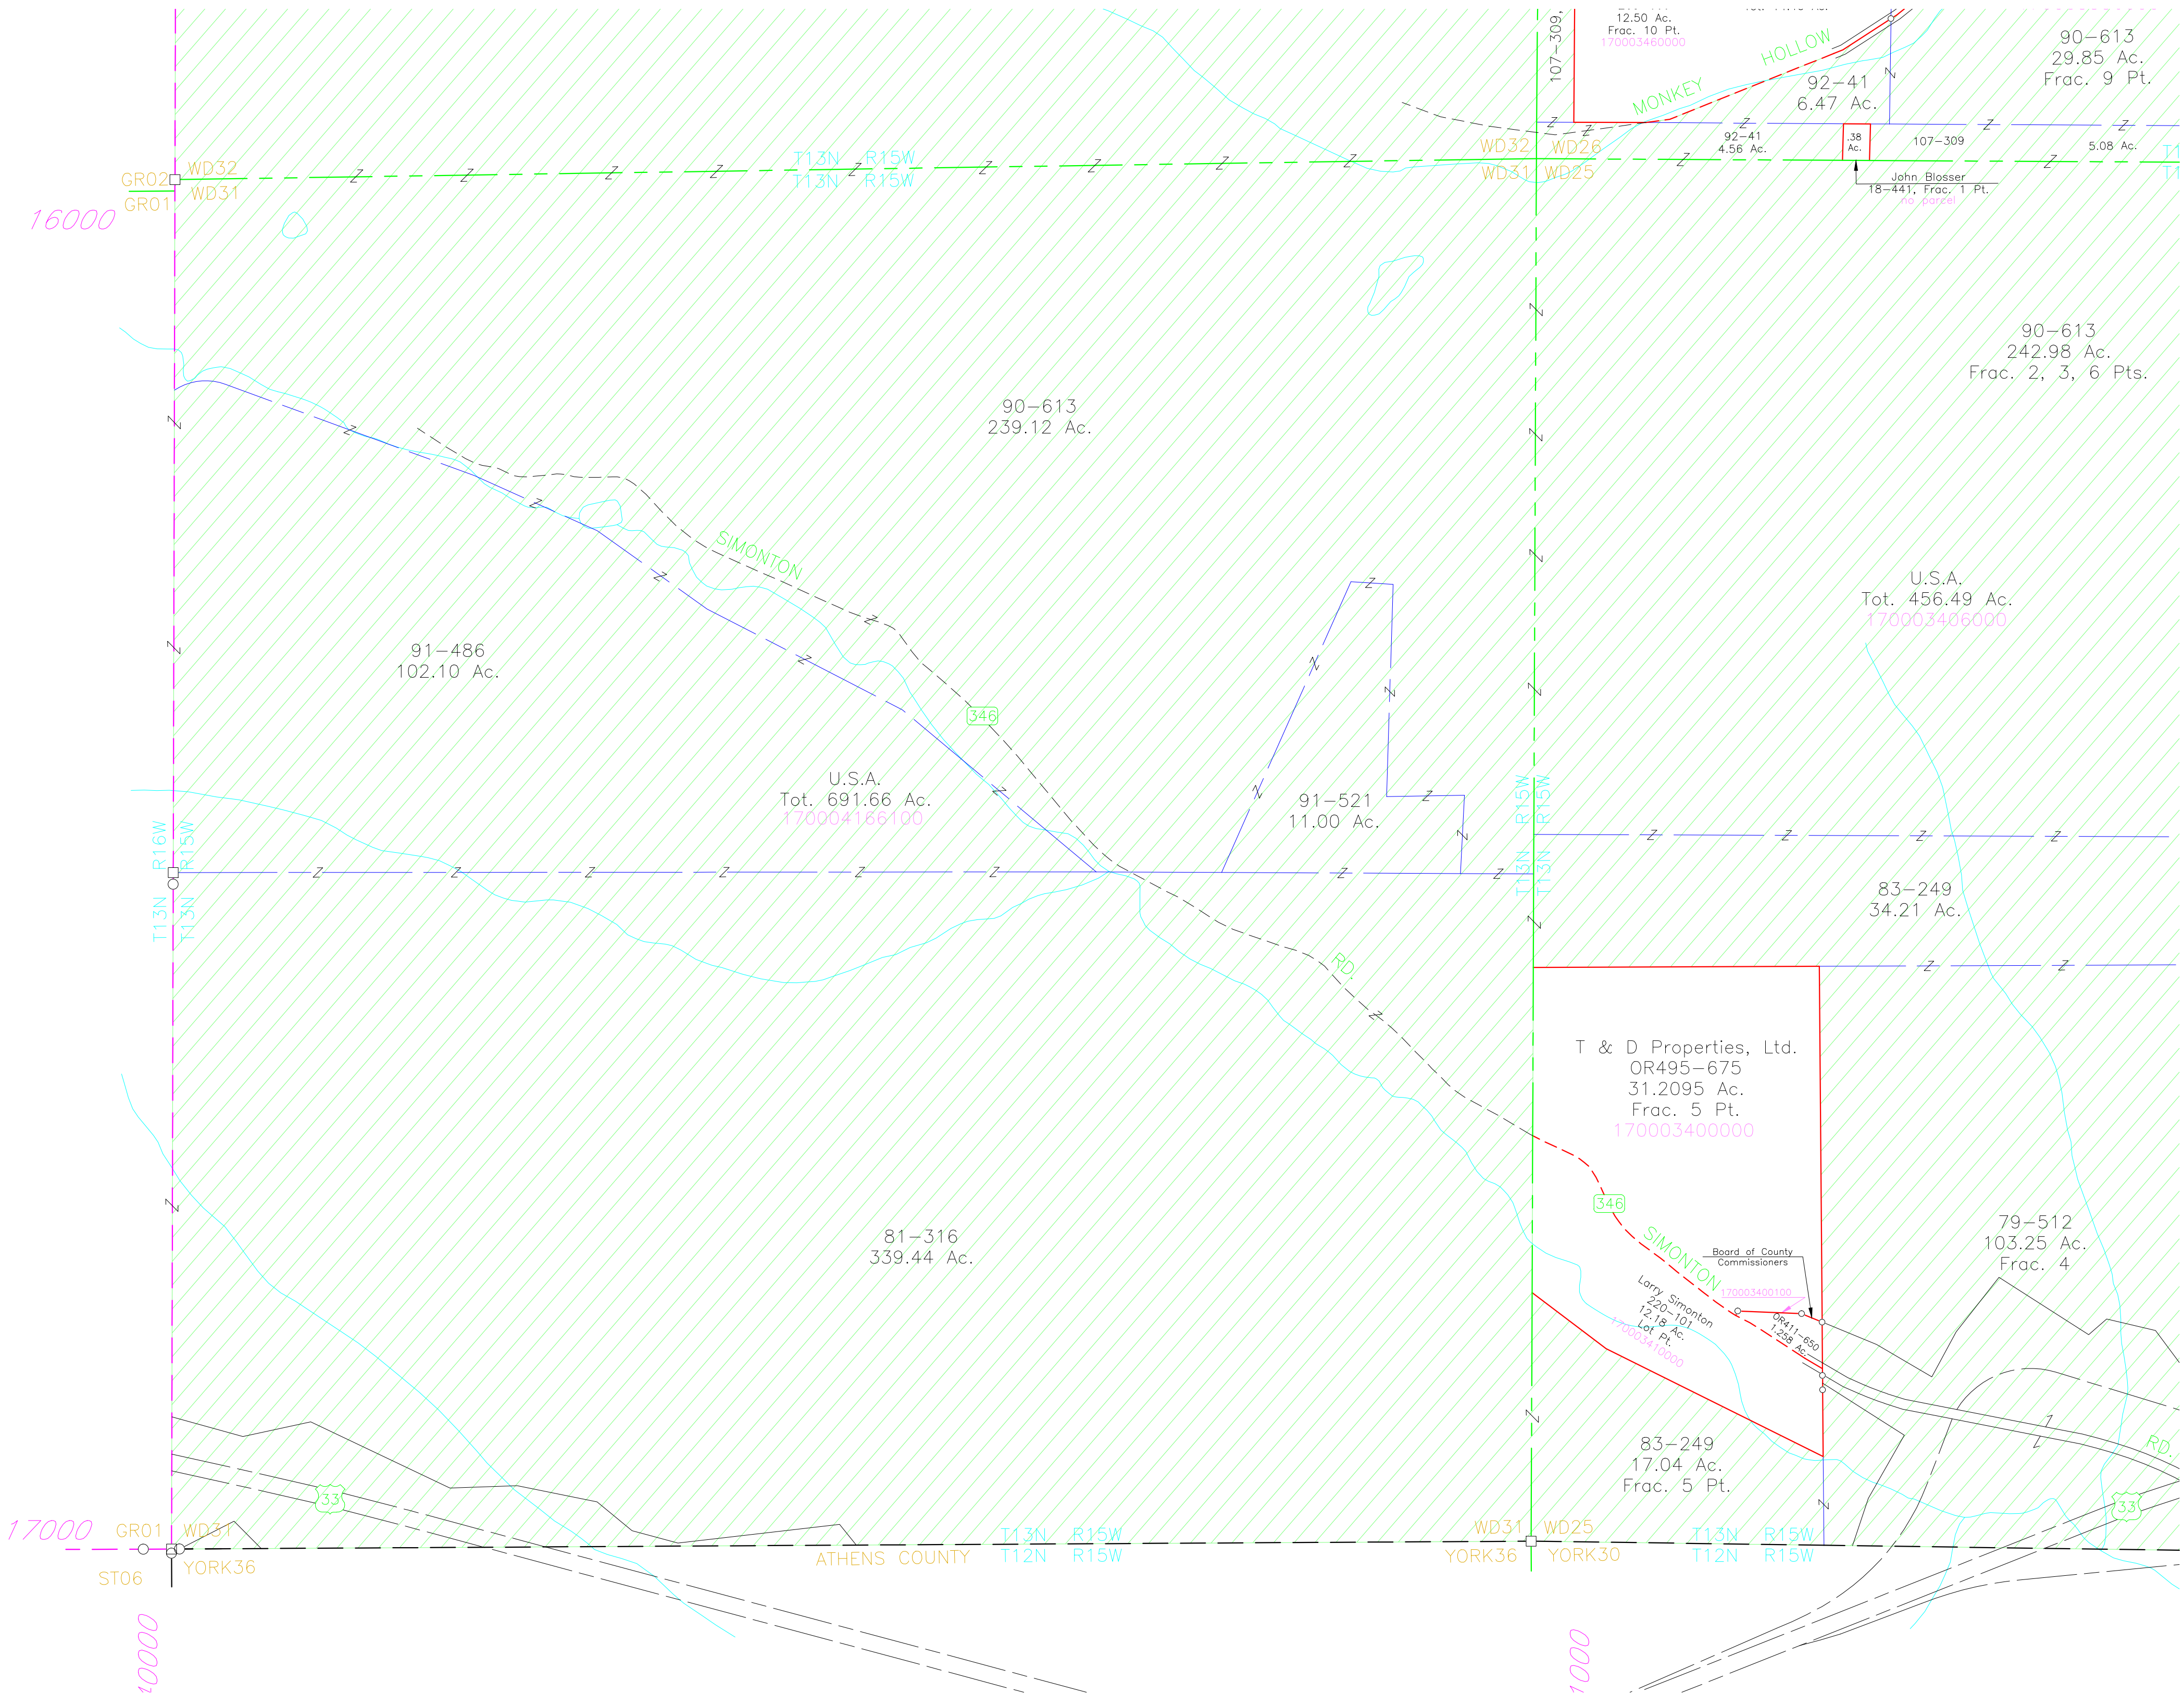 12.50 Ac.
Frac. 10 Pt.
170003460000
107-309,
MONKEY HOLLOW
92-41
6.47 Ac.
90-613
29.85 Ac.
Frac. 9 Pt.
92-41
4.56 Ac.
.38
Ac.
107-309
5.08 Ac.
John Blosser
18-441, Frac. 1 Pt.
no parcel
GR02
WD32
GR01
WD31
T13N R15W
T13N R15W
WD32
WD26
WD31
WD25
16000
90-613
239.12 Ac.
90-613
242.98 Ac.
Frac. 2, 3, 6 Pts.
SIMONTON
346
91-486
102.10 Ac.
U.S.A.
Tot. 456.49 Ac.
170003406000
U.S.A.
Tot. 691.66 Ac.
170004166100
91-521
11.00 Ac.
T13N R16W
T13N R15W
T13N R15W
T13N R15W
83-249
34.21 Ac.
RD.
T & D Properties, Ltd.
OR495-675
31.2095 Ac.
Frac. 5 Pt.
170003400000
346
SIMONTON
Board of County
Commissioners
170003400100
OR411-650
1.258 Ac.
Larry Simonton
220-101
12.18 Ac.
Lot Pt.
170003410000
79-512
103.25 Ac.
Frac. 4
81-316
339.44 Ac.
83-249
17.04 Ac.
Frac. 5 Pt.
RD.
33
33
17000
GR01
WD31
ST06
YORK36
ATHENS COUNTY
T13N R15W
T12N R15W
WD31
WD25
YORK36
YORK30
T13N R15W
T12N R15W